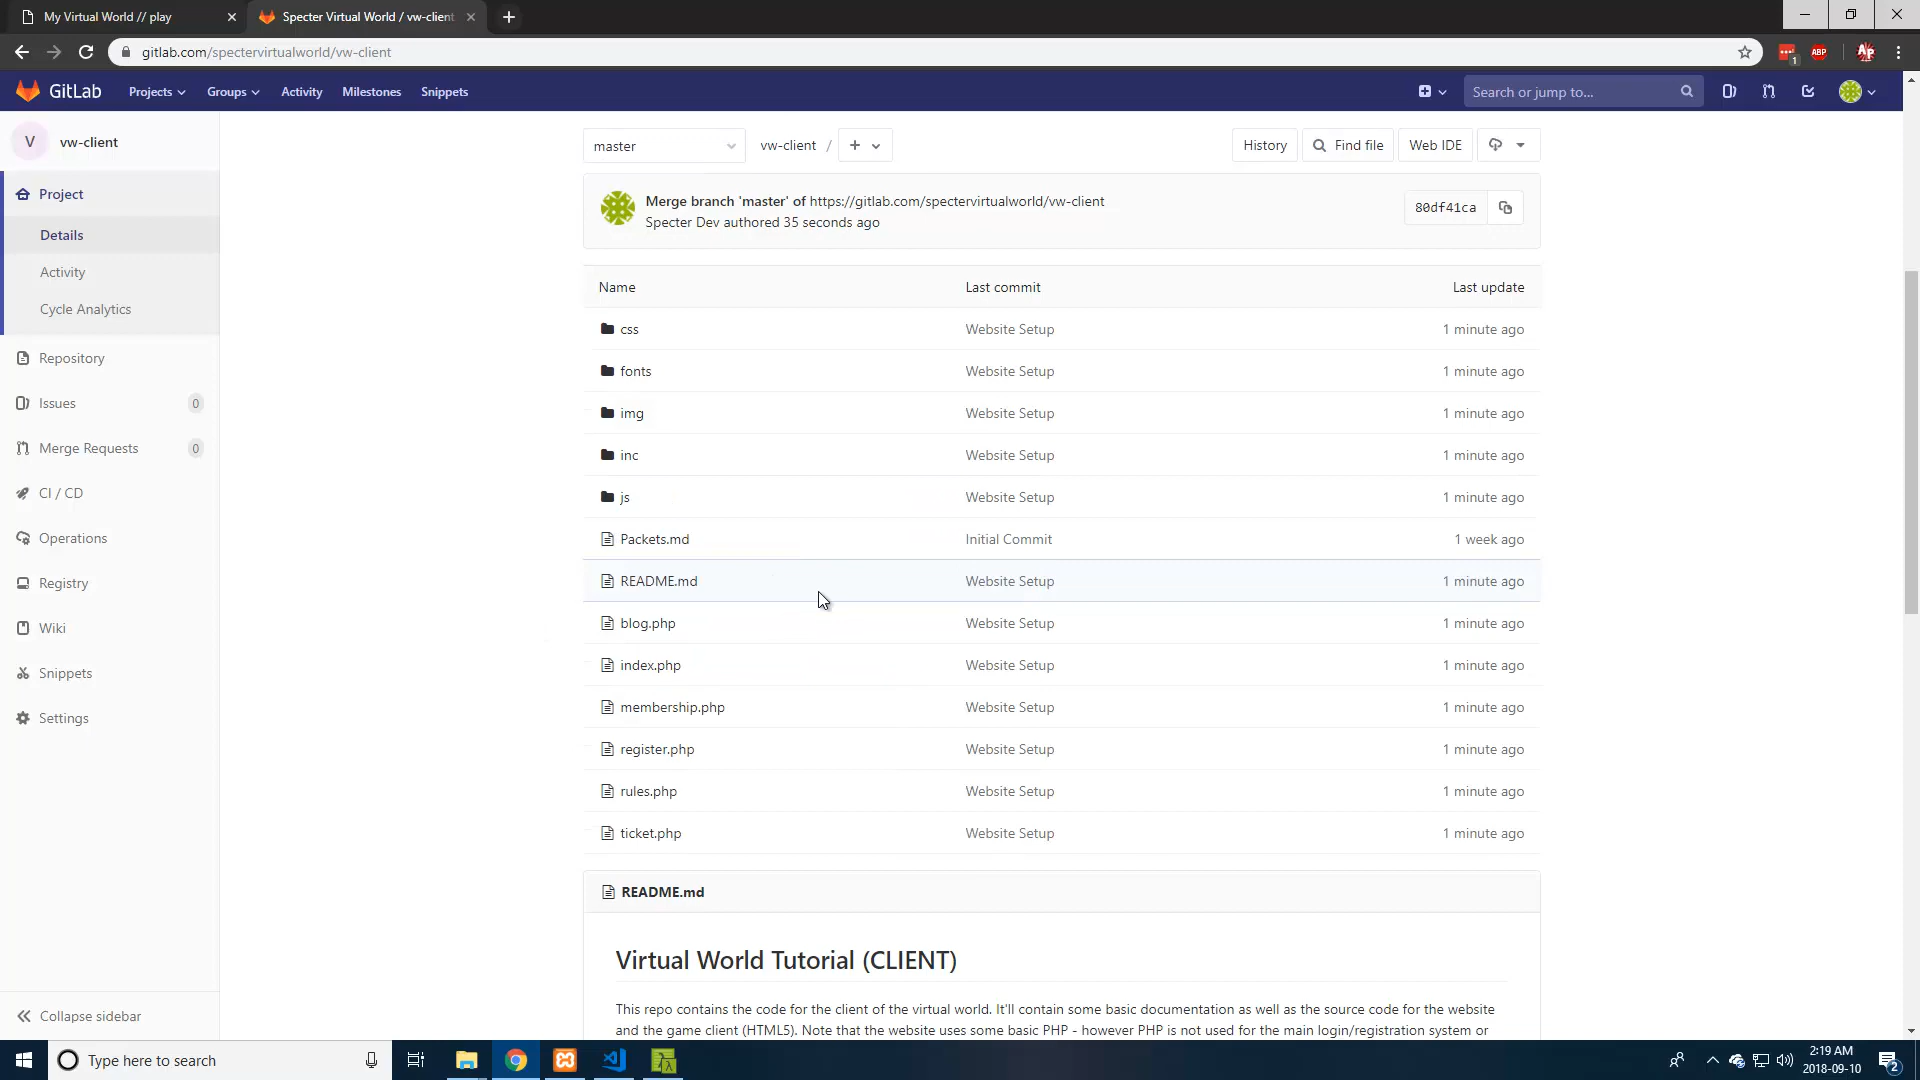 My Virtual World // play
Specter Virtual World / vw-client
gitlab.com/spectervirtualworld/vw-client
ABP
1
AP
GitLab
Projects
Groups
Activity
Milestones
Snippets
Search or jump to...
V
vw-client
Project
Details
Activity
Cycle Analytics
Repository
Issues 0
Merge Requests 0
CI / CD
Operations
Registry
Wiki
Snippets
Settings
Collapse sidebar
master
vw-client /
History
Find file
Web IDE
Merge branch 'master' of https://gitlab.com/spectervirtualworld/vw-client
Specter Dev authored 35 seconds ago
80df41ca
Name Last commit Last update
css Website Setup 1 minute ago
fonts Website Setup 1 minute ago
img Website Setup 1 minute ago
inc Website Setup 1 minute ago
js Website Setup 1 minute ago
Packets.md Initial Commit 1 week ago
README.md Website Setup 1 minute ago
blog.php Website Setup 1 minute ago
index.php Website Setup 1 minute ago
membership.php Website Setup 1 minute ago
register.php Website Setup 1 minute ago
rules.php Website Setup 1 minute ago
ticket.php Website Setup 1 minute ago
README.md
Virtual World Tutorial (CLIENT)
This repo contains the code for the client of the virtual world. It'll contain some basic documentation as well as the source code for the website
and the game client (HTML5). Note that the website uses some basic PHP - however PHP is not used for the main login/registration system or
Type here to search
2:19 AM
2018-09-10
2